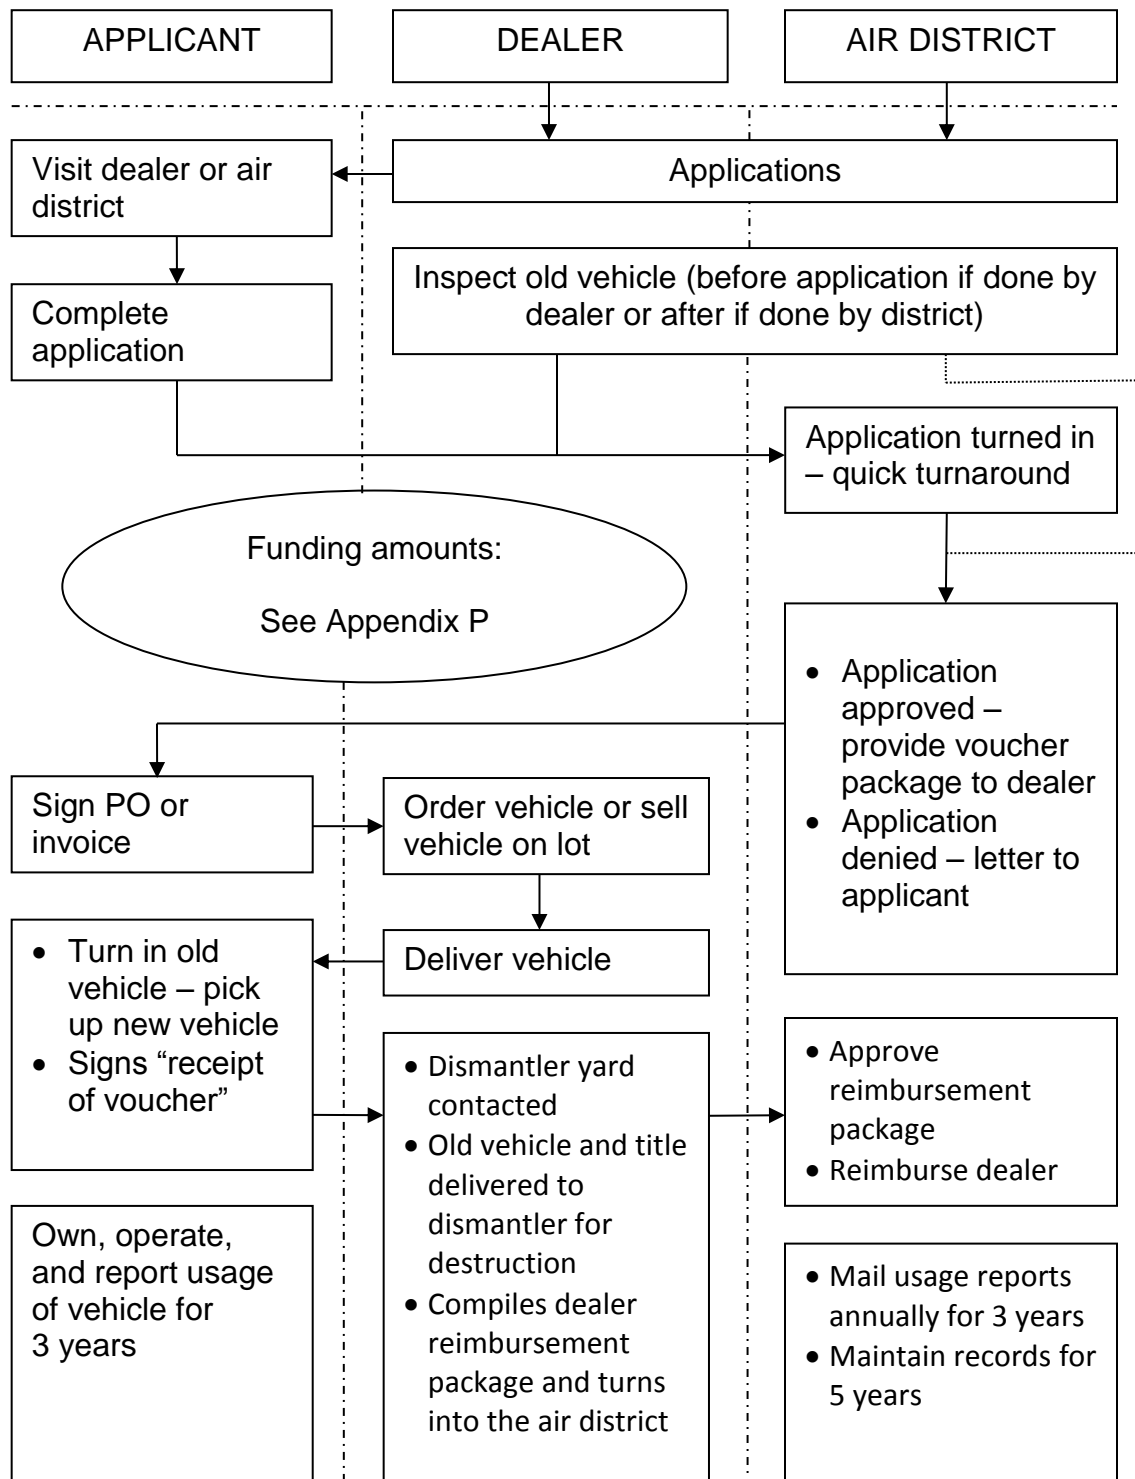 APPLICANT
DEALER
AIR DISTRICT
Visit dealer or air
district
Applications
Complete
application
Inspect old vehicle (before application if done by
dealer or after if done by district)
Application turned in
– quick turnaround
Funding amounts:
See Appendix P
• Application
approved –
provide voucher
package to dealer
• Application
denied – letter to
applicant
Sign PO or
invoice
Order vehicle or sell
vehicle on lot
Deliver vehicle
• Turn in old
vehicle – pick
up new vehicle
• Signs “receipt
of voucher”
• Dismantler yard
contacted
• Old vehicle and title
delivered to
dismantler for
destruction
• Compiles dealer
reimbursement
package and turns
into the air district
• Approve
reimbursement
package
• Reimburse dealer
Own, operate,
and report usage
of vehicle for
3 years
• Mail usage reports
annually for 3 years
• Maintain records for
5 years